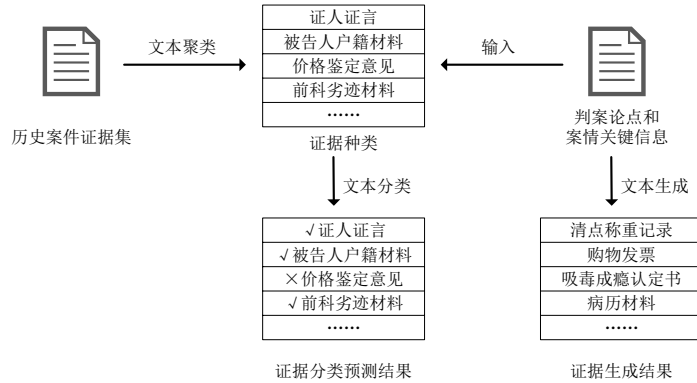 历史案件证据集
文本聚类
证人证言
被告人户籍材料
价格鉴定意见
前科劣迹材料
……
证据种类
输入
判案论点和
案情关键信息
文本分类
文本生成
√证人证言
√被告人户籍材料
×价格鉴定意见
√前科劣迹材料
……
证据分类预测结果
清点称重记录
购物发票
吸毒成瘾认定书
病历材料
……
证据生成结果